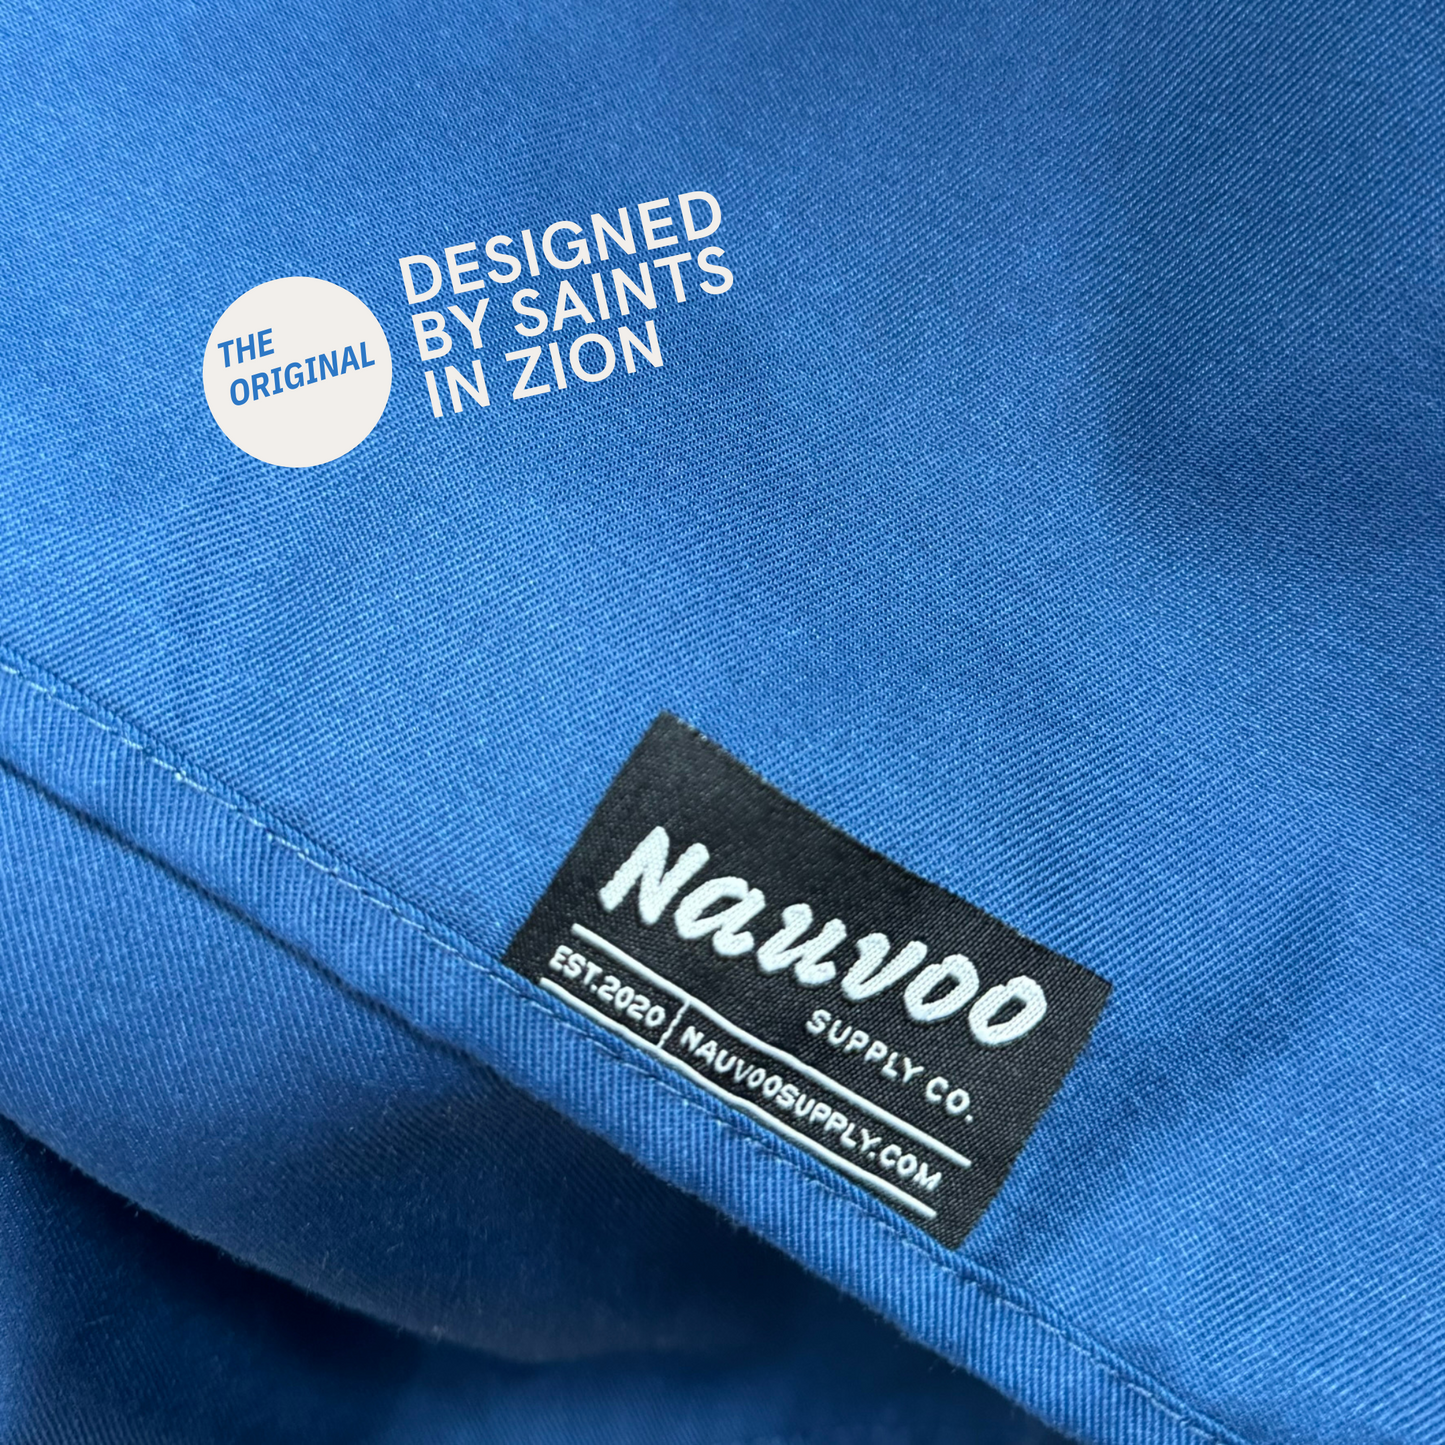 THE
ORIGINAL
DESIGNED
BY SAINTS
IN ZION
Nauvoo
SUPPLY CO.
EST.2020 | NAUVOOSUPPLY.COM